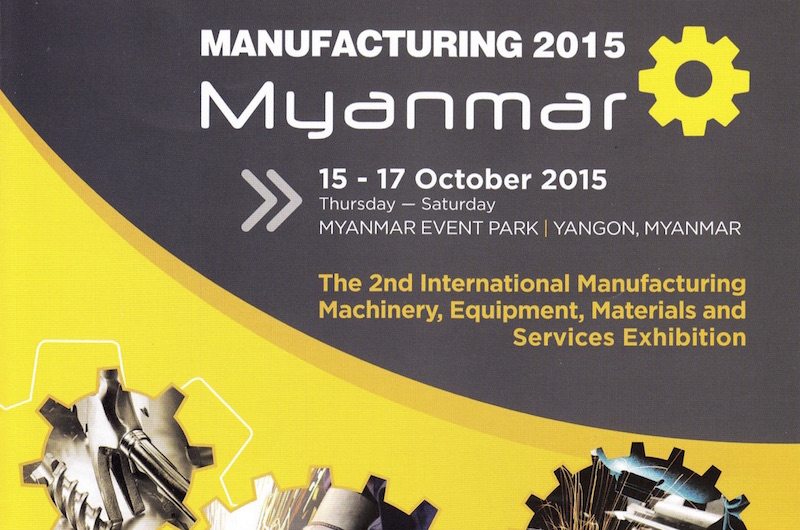 MANUFACTURING 2015
Myanmar
15 - 17 October 2015
Thursday — Saturday
MYANMAR EVENT PARK | YANGON, MYANMAR
The 2nd International Manufacturing
Machinery, Equipment, Materials and
Services Exhibition